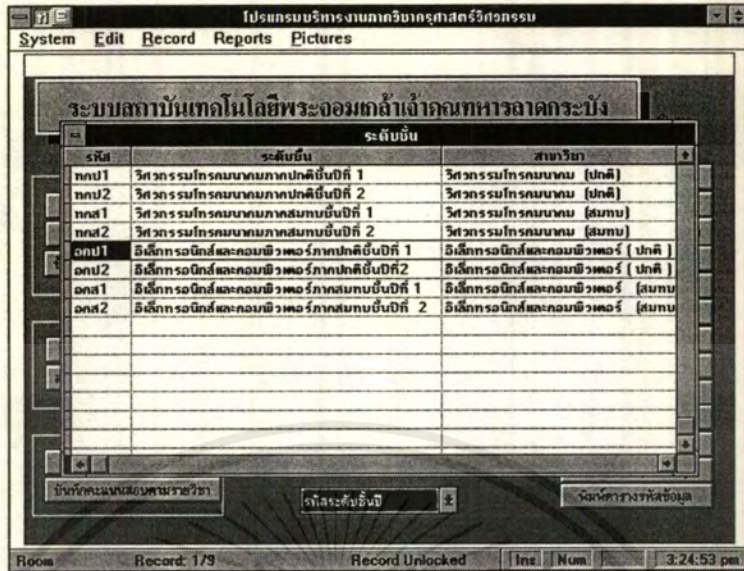 โปรแกรมบริหารงานภาควิชาครุศาสตร์วิศวกรรม
System Edit Record Reports Pictures
ระบบสถาบันเทคโนโลยีพระจอมเกล้าเจ้าคุณทหารลาดกระบัง
ระดับชั้น
รหัส ระดับชั้น สาขาวิชา
ทคป1 วิศวกรรมโทรคมนาคมภาคปกติชั้นปีที่ 1 วิศวกรรมโทรคมนาคม (ปกติ)
ทคป2 วิศวกรรมโทรคมนาคมภาคปกติชั้นปีที่ 2 วิศวกรรมโทรคมนาคม (ปกติ)
ทคส1 วิศวกรรมโทรคมนาคมภาคสมทบชั้นปีที่ 1 วิศวกรรมโทรคมนาคม (สมทบ)
ทคส2 วิศวกรรมโทรคมนาคมภาคสมทบชั้นปีที่ 2 วิศวกรรมโทรคมนาคม (สมทบ)
อคป1 อิเล็กทรอนิกส์และคอมพิวเตอร์ภาคปกติชั้นปีที่ 1 อิเล็กทรอนิกส์และคอมพิวเตอร์ ( ปกติ )
อคป2 อิเล็กทรอนิกส์และคอมพิวเตอร์ภาคปกติชั้นปีที่2 อิเล็กทรอนิกส์และคอมพิวเตอร์ ( ปกติ )
อคส1 อิเล็กทรอนิกส์และคอมพิวเตอร์ภาคสมทบชั้นปีที่ 1 อิเล็กทรอนิกส์และคอมพิวเตอร์ (สมทบ
อคส2 อิเล็กทรอนิกส์และคอมพิวเตอร์ภาคสมทบชั้นปีที่ 2 อิเล็กทรอนิกส์และคอมพิวเตอร์ (สมทบ
บันทึกคะแนนสอบตามรายวิชา รหัสระดับชั้นปี พิมพ์ตารางรหัสข้อมูล
Room Record: 1/9 Record Unlocked Ins Num 3:24:53 pm